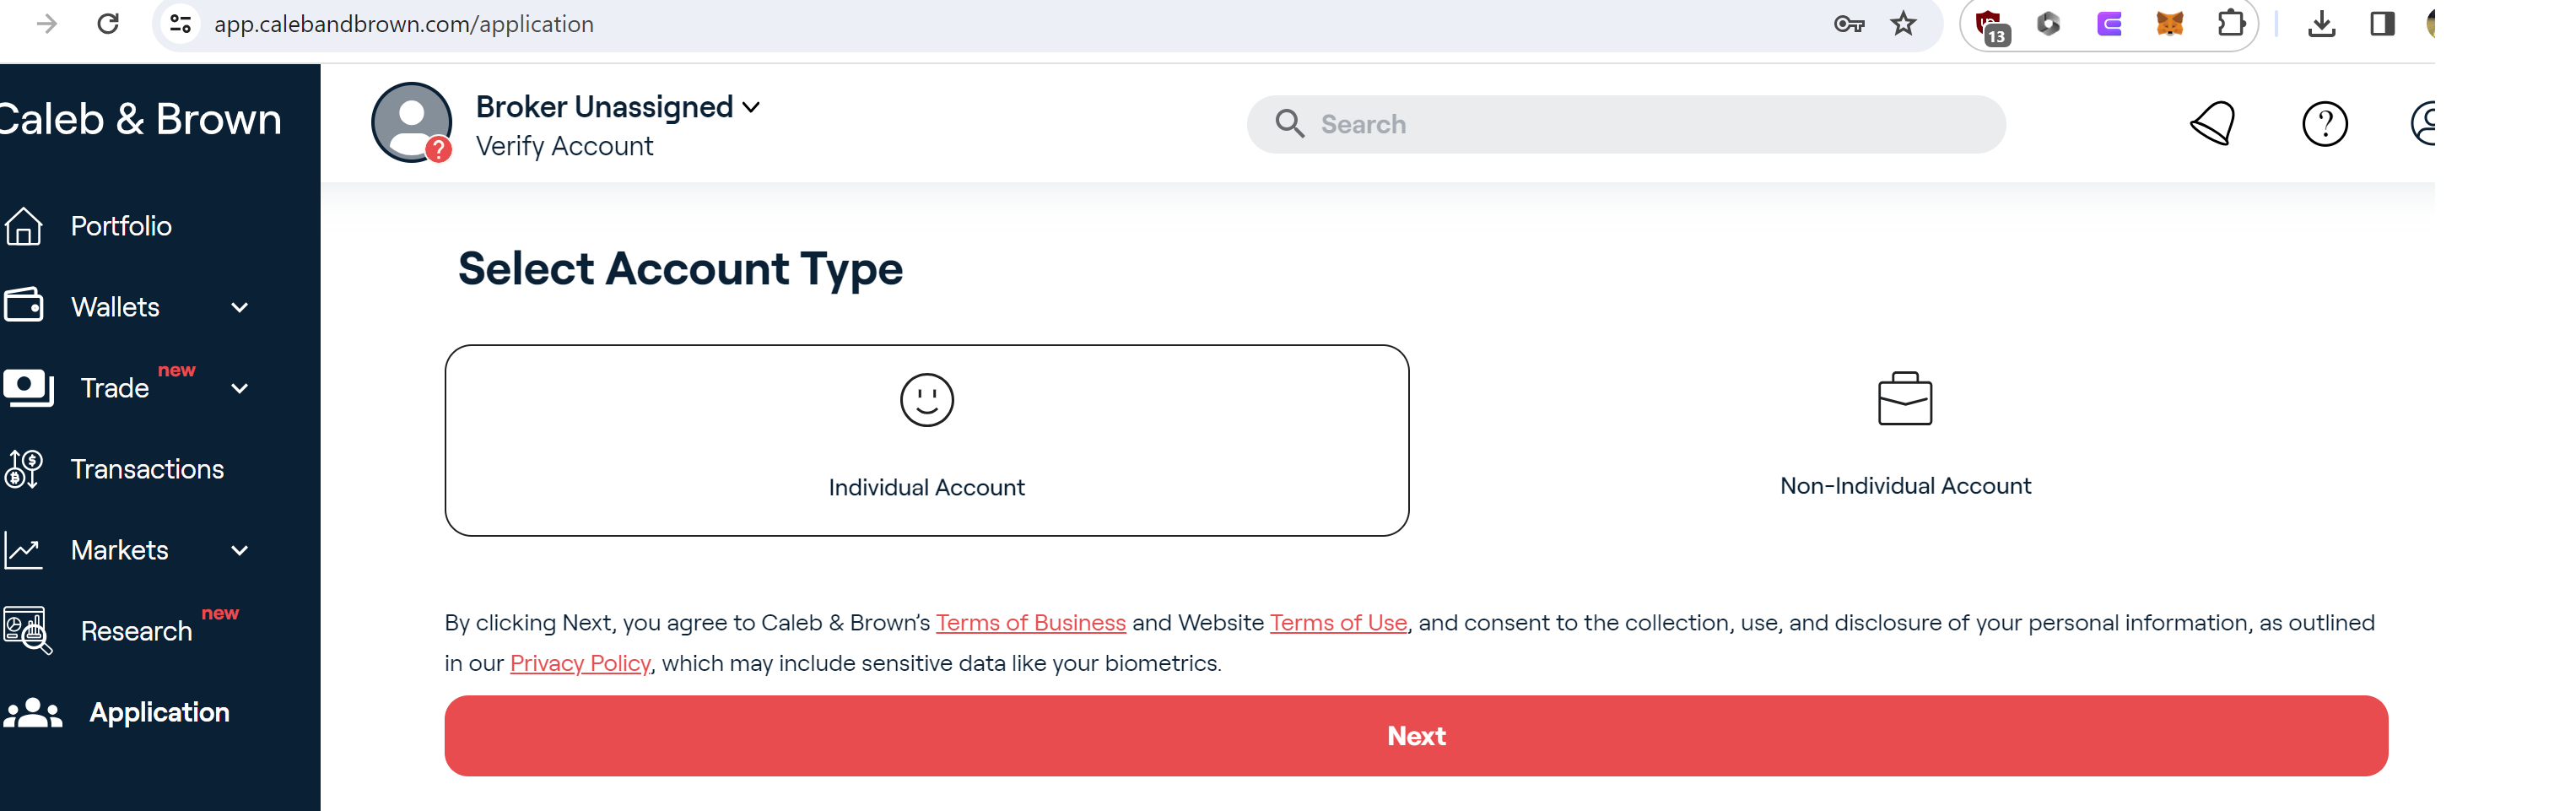 app.calebandbrown.com/application
13
Caleb & Brown
Broker Unassigned
Verify Account
Search
Portfolio
Wallets
Trade new
Transactions
Markets
Research new
Application
Select Account Type
Individual Account
Non-Individual Account
By clicking Next, you agree to Caleb & Brown’s Terms of Business and Website Terms of Use, and consent to the collection, use, and disclosure of your personal information, as outlined
in our Privacy Policy, which may include sensitive data like your biometrics.
Next